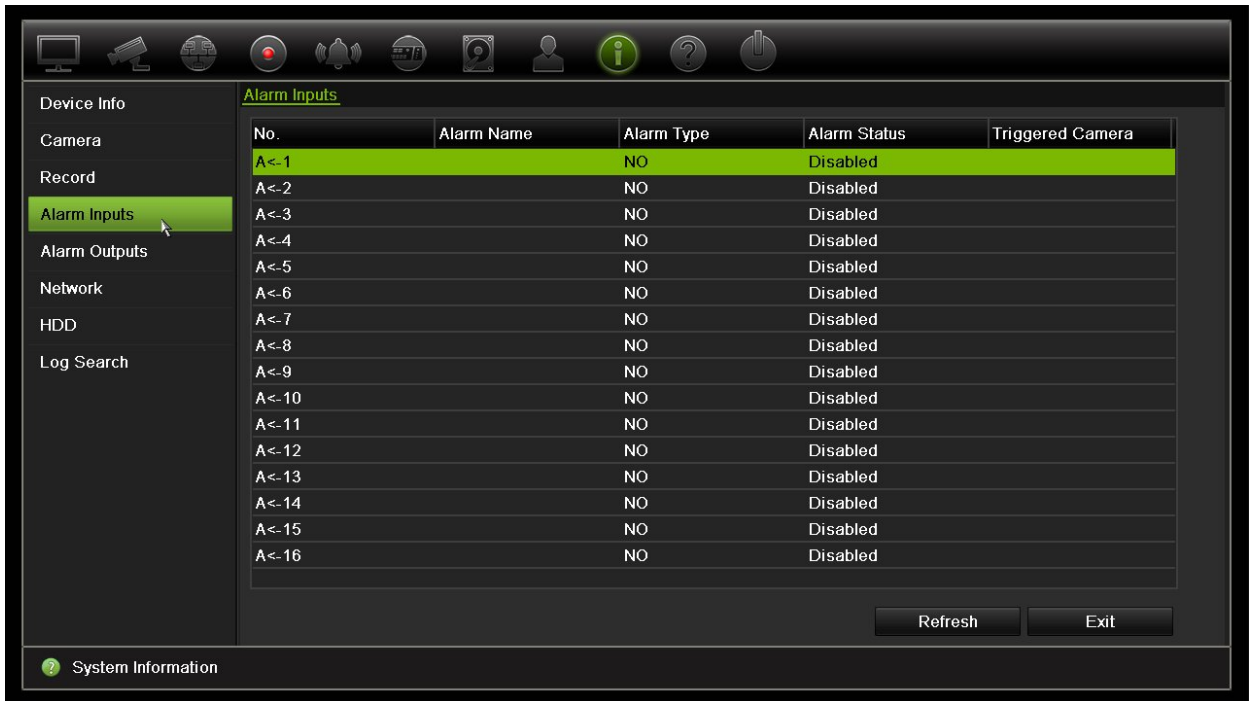 Device Info
Camera
Record
Alarm Inputs
Alarm Outputs
Network
HDD
Log Search
Alarm Inputs
No. Alarm Name Alarm Type Alarm Status Triggered Camera
A<-1 NO Disabled
A<-2 NO Disabled
A<-3 NO Disabled
A<-4 NO Disabled
A<-5 NO Disabled
A<-6 NO Disabled
A<-7 NO Disabled
A<-8 NO Disabled
A<-9 NO Disabled
A<-10 NO Disabled
A<-11 NO Disabled
A<-12 NO Disabled
A<-13 NO Disabled
A<-14 NO Disabled
A<-15 NO Disabled
A<-16 NO Disabled
Refresh Exit
System Information